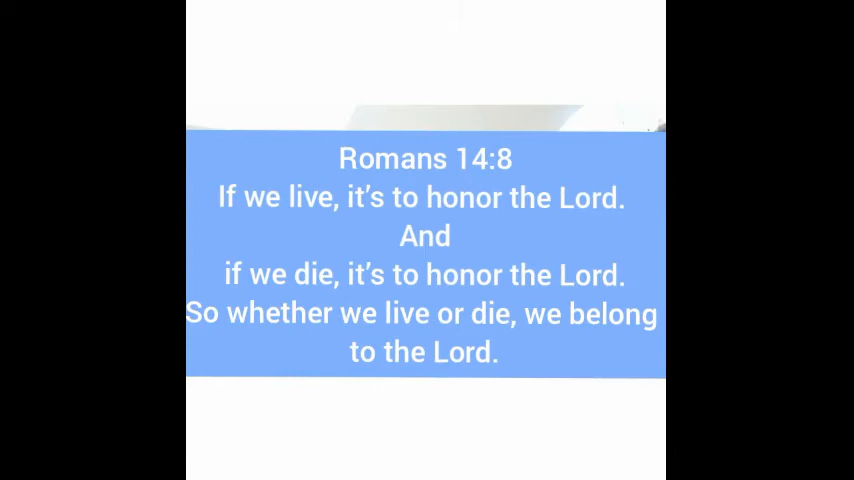 Romans 14:8
If we live, it’s to honor the Lord.
And
if we die, it’s to honor the Lord.
So whether we live or die, we belong
to the Lord.